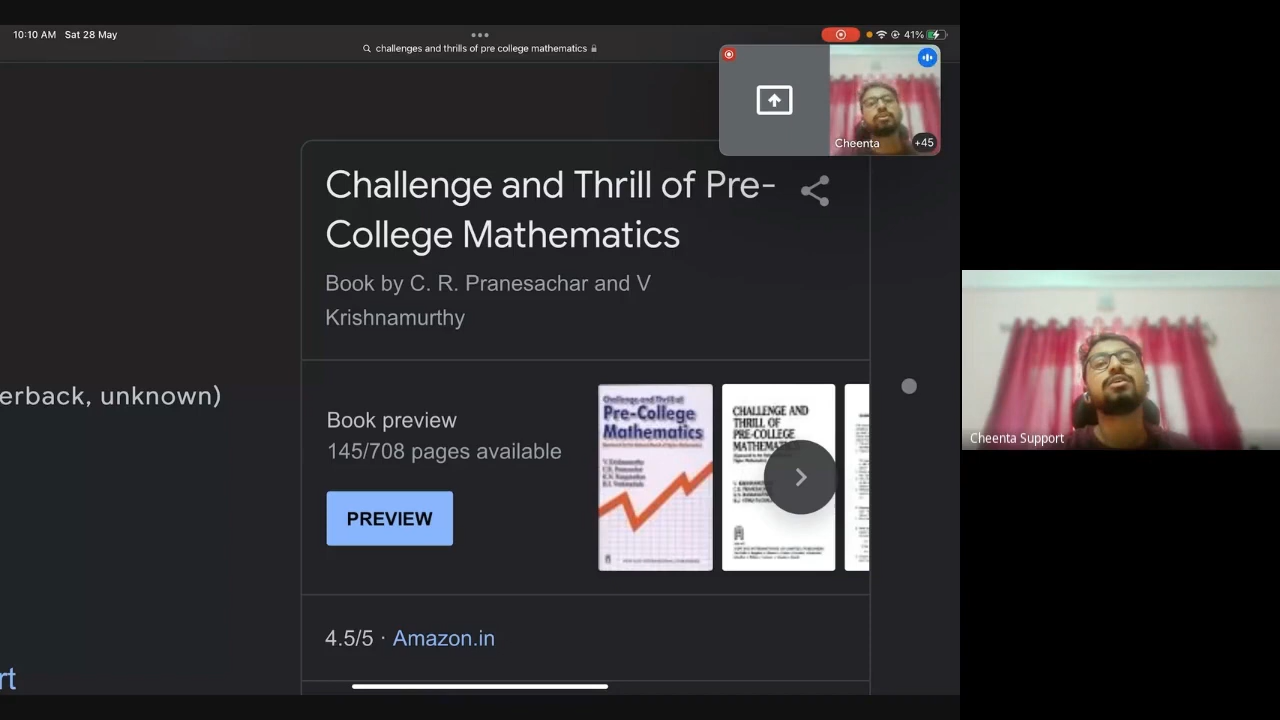 10:10 AM Sat 28 May
challenges and thrills of pre college mathematics
41%
Cheenta
+45
Challenge and Thrill of Pre-
College Mathematics
Book by C. R. Pranesachar and V
Krishnamurthy
erback, unknown)
Book preview
145/708 pages available
PREVIEW
Challenge and Thrill of
Pre-College
Mathematics
CHALLENGE AND
THRILL OF
PRE-COLLEGE
MATHEMATICS
4.5/5 · Amazon.in
rt
Cheenta Support